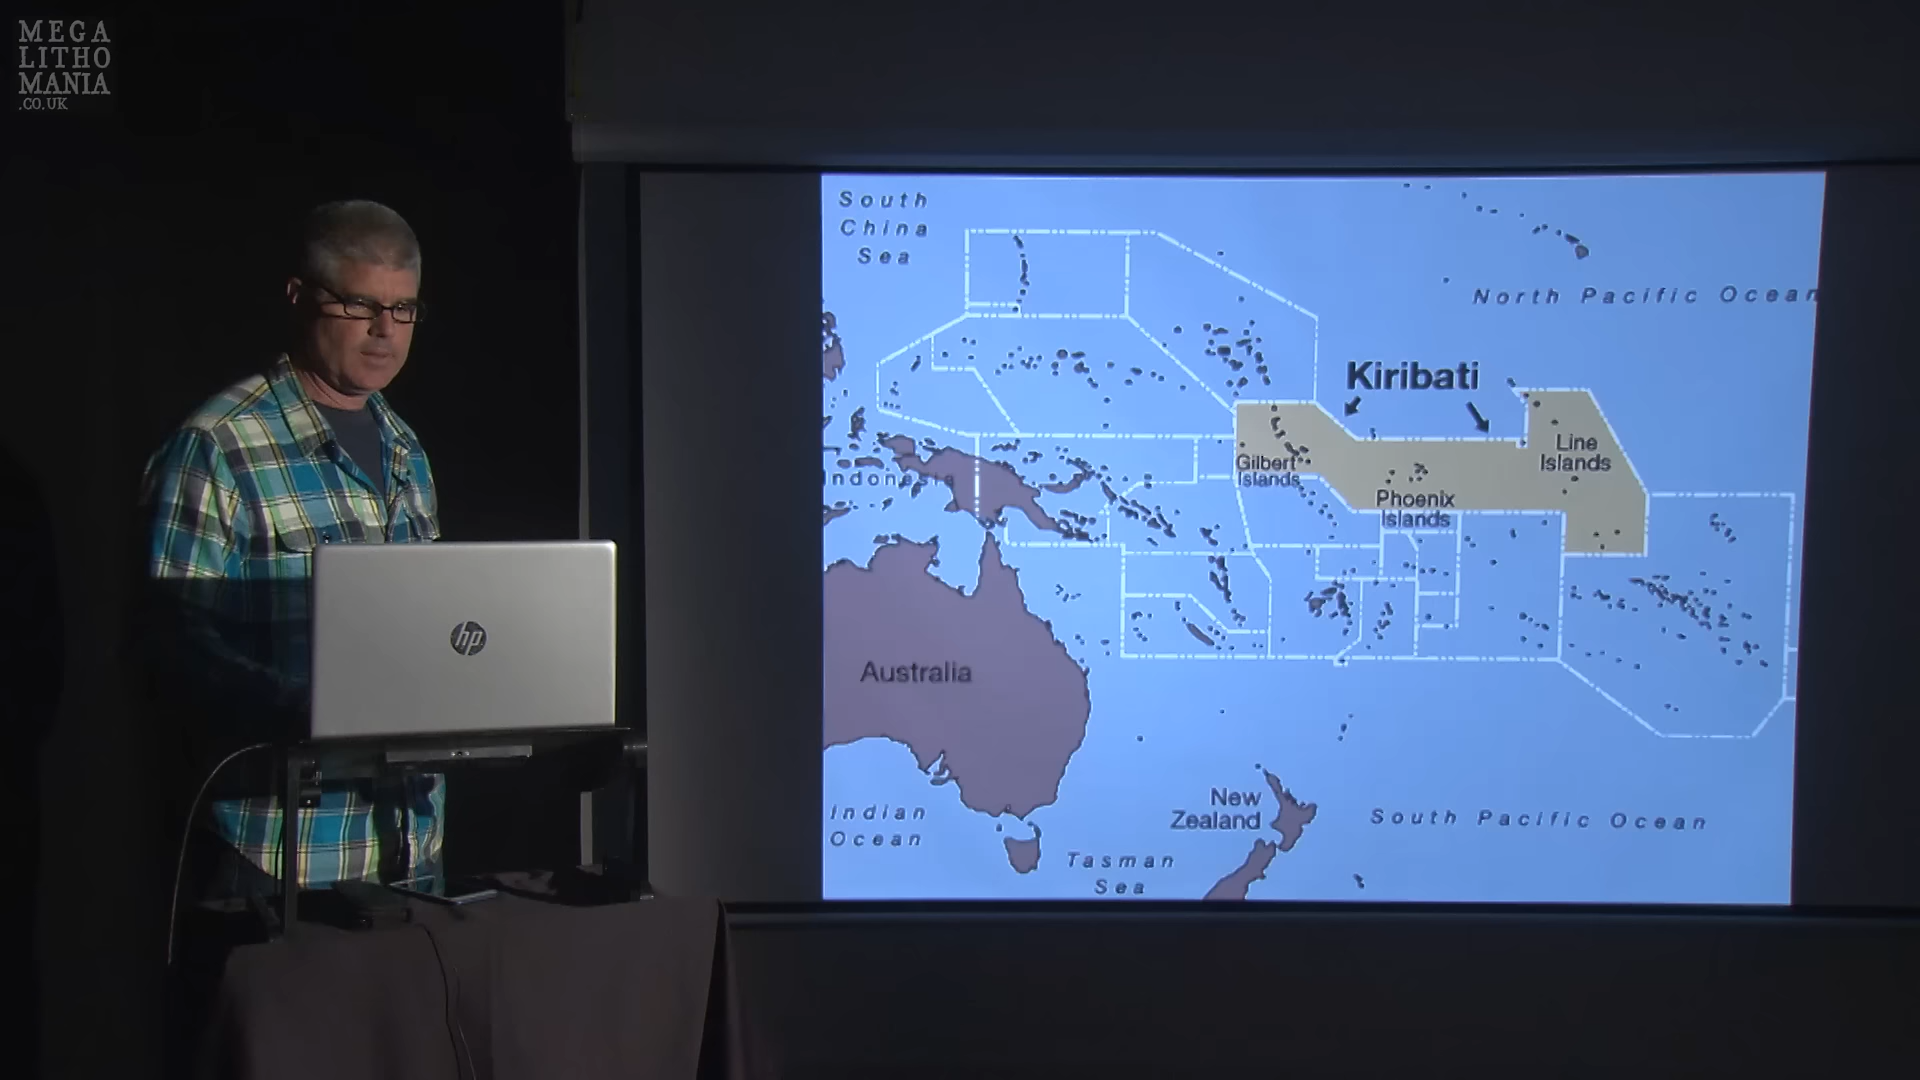 MEGA
LITHO
MANIA
.CO.UK
South
China
Sea
North Pacific Ocean
Kiribati
Line
Islands
Gilbert
Islands
Indonesia
Phoenix
Islands
hp
Australia
New
Zealand
South Pacific Ocean
Indian
Ocean
Tasman
Sea